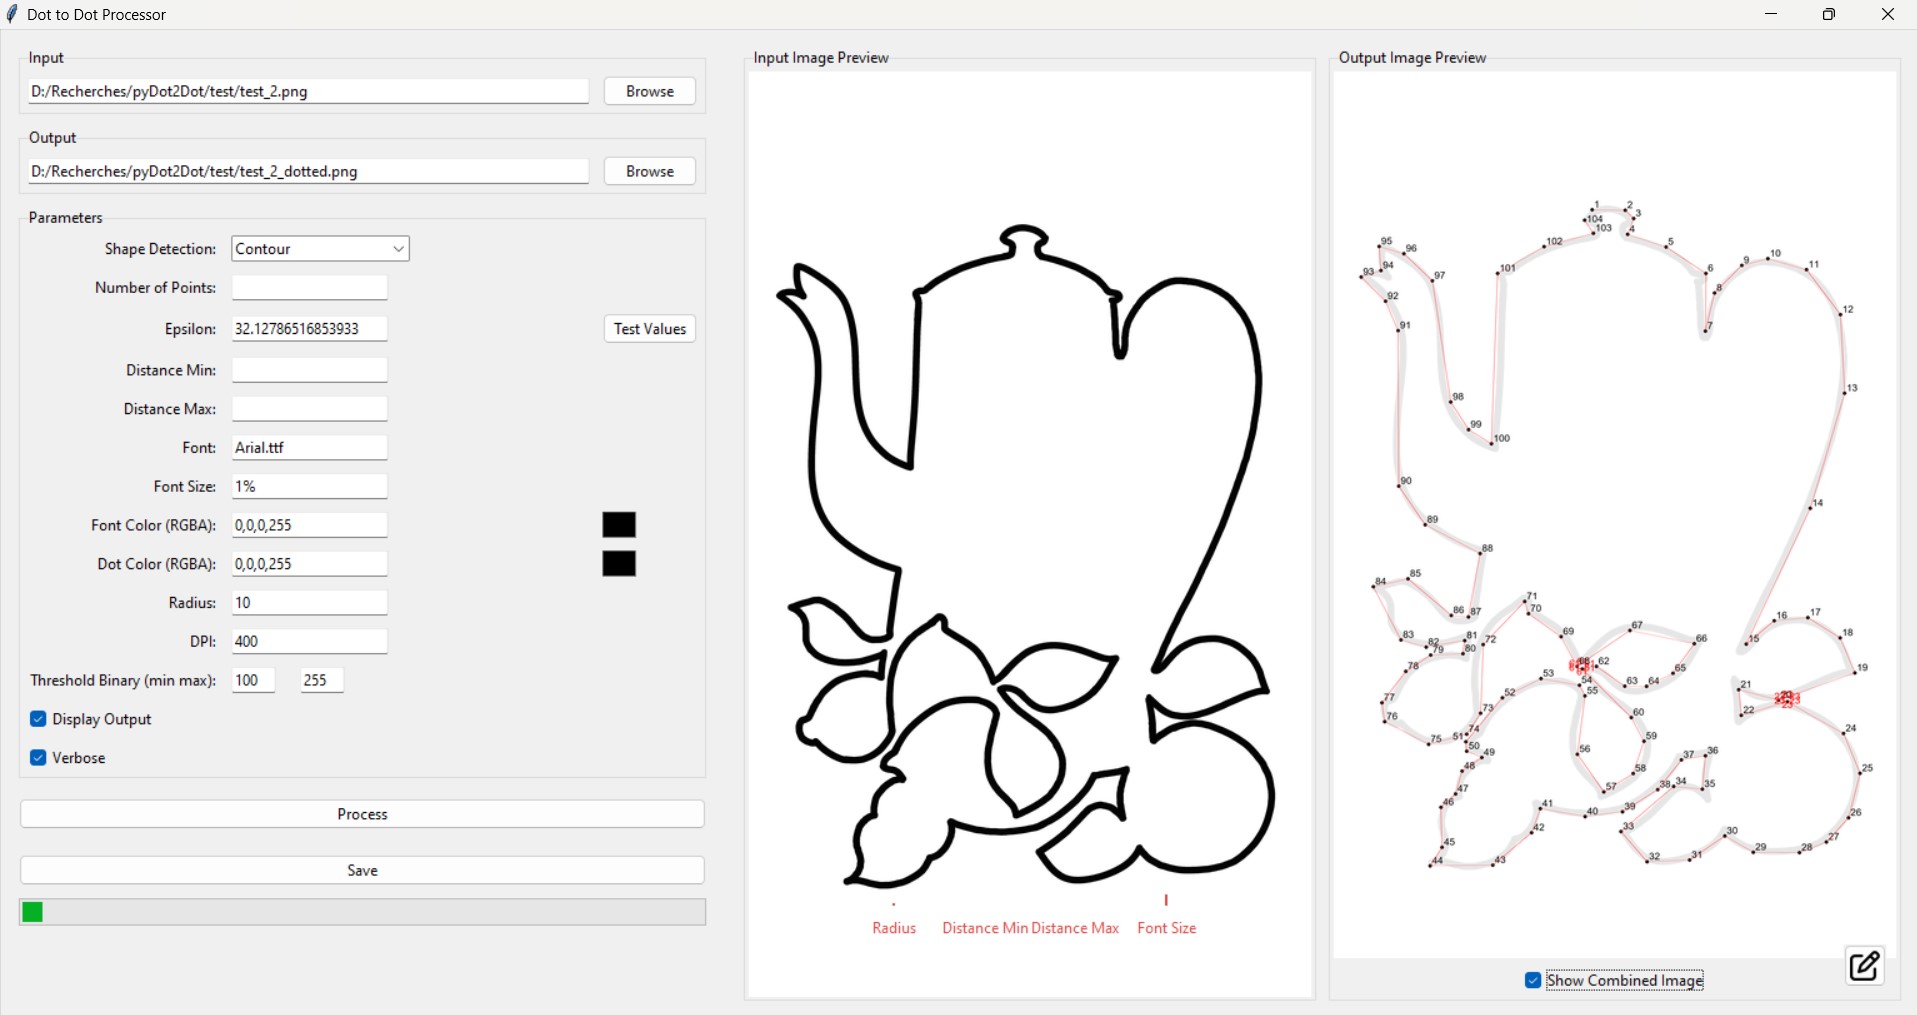 Dot to Dot Processor
Input
D:/Recherches/pyDot2Dot/test/test_2.png
Browse
Output
D:/Recherches/pyDot2Dot/test/test_2_dotted.png
Browse
Parameters
Shape Detection: Contour
Number of Points:
Epsilon: 32.12786516853933 Test Values
Distance Min:
Distance Max:
Font: Arial.ttf
Font Size: 1%
Font Color (RGBA): 0,0,0,255
Dot Color (RGBA): 0,0,0,255
Radius: 10
DPI: 400
Threshold Binary (min max): 100 255
Display Output
Verbose
Process
Save
Input Image Preview
Radius Distance Min Distance Max Font Size
Output Image Preview
1 2
3
104
103 4
95 96 102 5
93 94 97 101 6 9 10 11
92 8
91 7 12
13
98
99
100
90 14
89
88
84 85
86 87
71
70
16 17
18
83 82 81 72 69 67 66 15
79 80
78 62 65 19
53 63 64
54
21
77 52 55
76 73 60 22
74 24
75 51 59
50 49 56 37 36
48 58 25
47 57 38 34 35
46 41 40 39 26
42 33 27
45 30
44 43 32 31 29 28
Show Combined Image